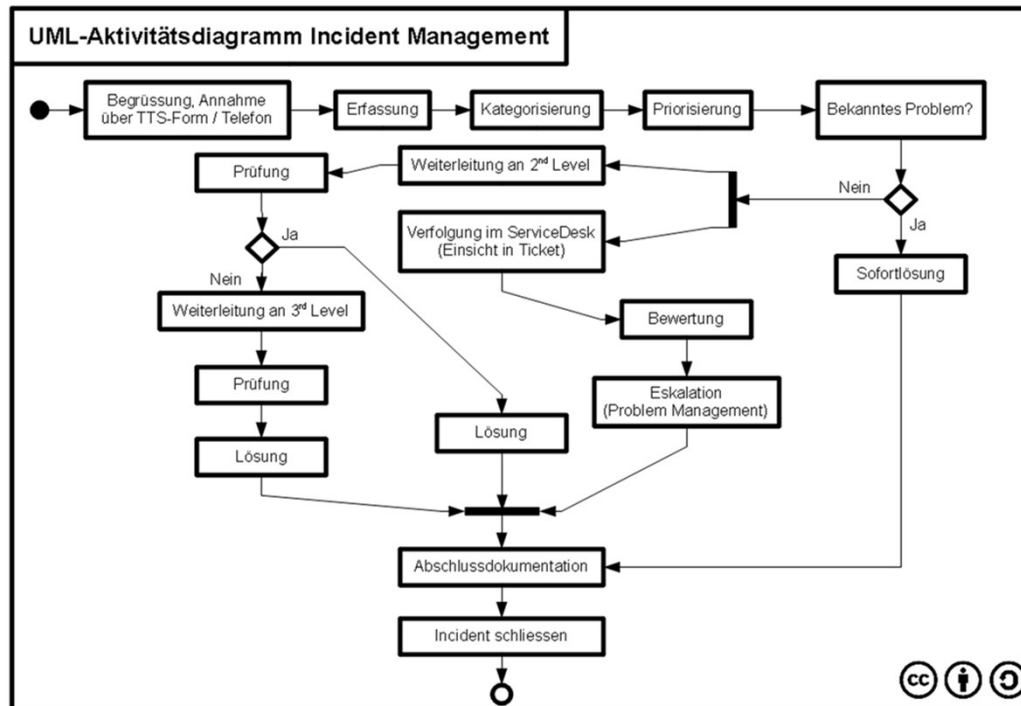 UML-Aktivitätsdiagramm Incident Management
Begrüssung, Annahme
über TTS-Form / Telefon
Erfassung
Kategorisierung
Priorisierung
Bekanntes Problem?
Prüfung
Weiterleitung an 2nd Level
Nein
Ja
Verfolgung im ServiceDesk
(Einsicht in Ticket)
Sofortlösung
Ja
Nein
Weiterleitung an 3rd Level
Bewertung
Prüfung
Eskalation
(Problem Management)
Lösung
Lösung
Abschlussdokumentation
Incident schliessen
cc